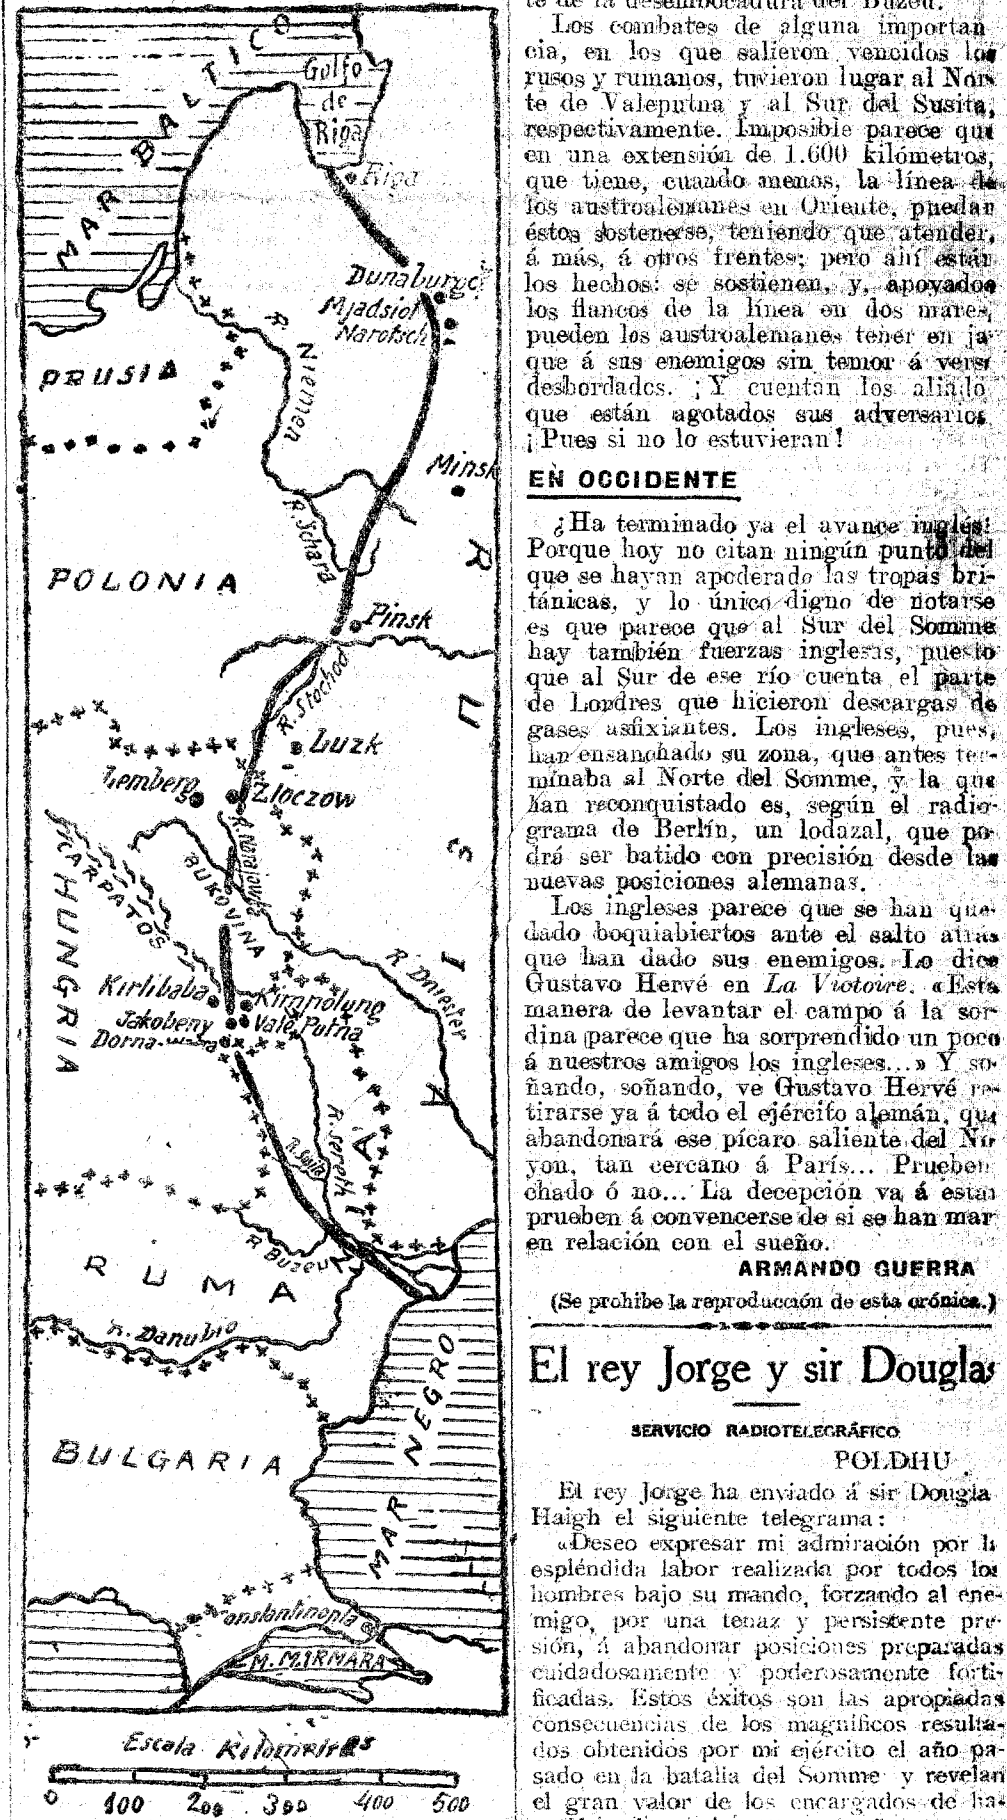 MAR BALTICO
Golfo
de
Riga
Riga
Dunaburgo
Mjadsiol
Narotsch
R. Niemen
PRUSIA
Minsk
R. Schara
POLONIA
Pinsk
R. Stochod
Luzk
Lemberg
Zloczow
R. Narajowka
BUKOVINA
CARPATOS
HUNGRIA
R. Dniester
Kirlibaba
Kimpolung
Jakobeny
Vale Putna
Dorna
RUSIA
R. Sereth
R. Buzeu
RUMA
R. Danubio
BULGARIA
MAR NEGRO
Constantinopla
M. MARMARA
Escala Kilometros
0 100 200 300 400 500
te de la desembocadura del Buzeu.
Los combates de alguna importan
cia, en los que salieron vencidos los
rusos y rumanos, tuvieron lugar al Nor-
te de Valeputna y al Sur del Susita,
respectivamente. Imposible parece que
en una extensión de 1.600 kilómetros,
que tiene, cuando menos, la línea de
los austroalemanes en Oriente, puedan
éstos sostenerse, teniendo que atender,
á más, á otros frentes; pero ahí están
los hechos: se sostienen, y, apoyados
los flancos de la línea en dos mares,
pueden los austroalemanes tener en ja-
que á sus enemigos sin temor á verse
desbordados. ¡Y cuentan los aliado
que están agotados sus adversarios
¡Pues si no lo estuvieran!
EN OCCIDENTE
¿Ha terminado ya el avance inglés?
Porque hoy no citan ningún punto del
que se hayan apoderado las tropas bri-
tánicas, y lo único digno de notarse
es que parece que al Sur del Somme
hay también fuerzas inglesas, puesto
que al Sur de ese río cuenta el parte
de Londres que hicieron descargas de
gases asfixiantes. Los ingleses, pues,
han ensanchado su zona, que antes ter-
minaba al Norte del Somme, y la que
han reconquistado es, según el radio-
grama de Berlín, un lodazal, que po-
drá ser batido con precisión desde las
nuevas posiciones alemanas.
Los ingleses parece que se han que-
dado boquiabiertos ante el salto atrás
que han dado sus enemigos. Lo dice
Gustavo Hervé en La Victoire. «Esta
manera de levantar el campo á la sor-
dina parece que ha sorprendido un poco
á nuestros amigos los ingleses...» Y so-
ñando, soñando, ve Gustavo Hervé re-
tirarse ya á todo el ejército alemán, que
abandonará ese pícaro saliente del No-
yon, tan cercano á París... Prueben
chado ó no... La decepción va á estar
prueben á convencerse de si se han mar
en relación con el sueño.
ARMANDO GUERRA
(Se prohibe la reproducción de esta crónica.)
El rey Jorge y sir Douglas
SERVICIO RADIOTELEGRÁFICO
POLDHU
El rey Jorge ha enviado á sir Dougla
Haigh el siguiente telegrama:
«Deseo expresar mi admiración por la
espléndida labor realizada por todos los
hombres bajo su mando, forzando al ene-
migo, por una tenaz y persistente pre-
sión, á abandonar posiciones preparadas
cuidadosamente y poderosamente forti-
ficadas. Estos éxitos son las apropiadas
consecuencias de los magníficos resulta-
dos obtenidos por mi ejército el año pa-
sado en la batalla del Somme y revelan
el gran valor de los encargados de ha-